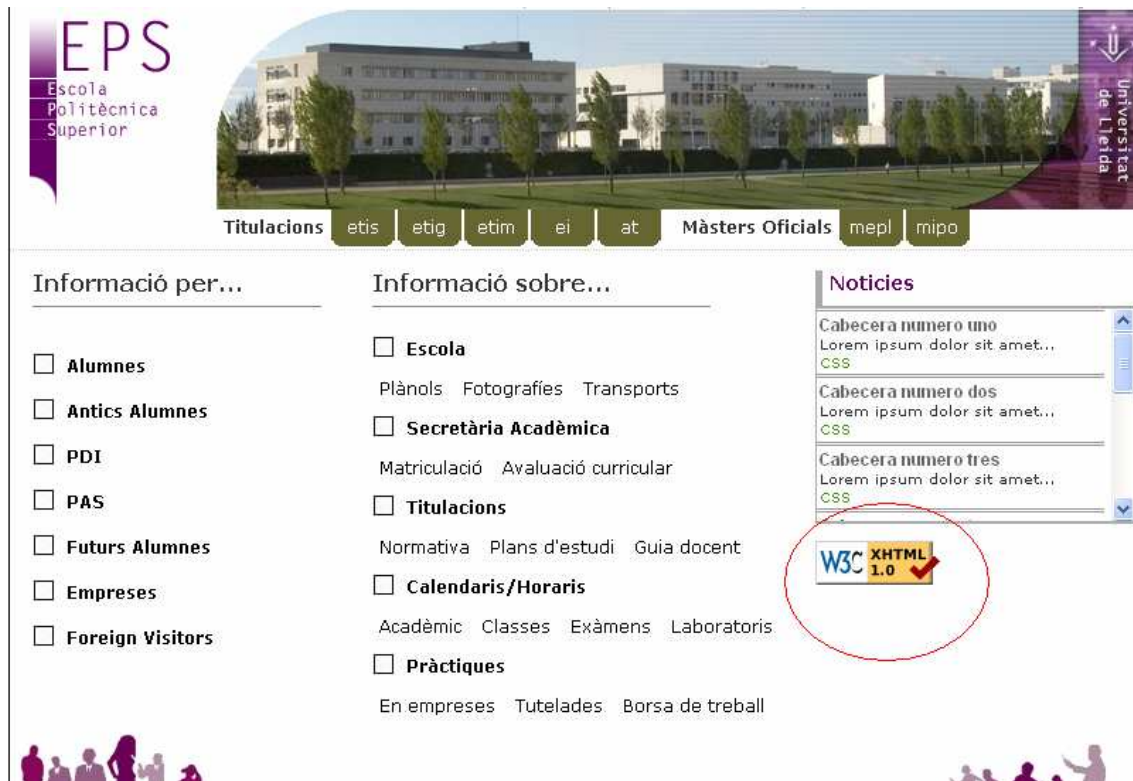 EPS
Escola
Politècnica
Superior
Universitat
de Lleida
Titulacions etis etig etim ei at Màsters Oficials mepl mipo
Informació per...
Alumnes
Antics Alumnes
PDI
PAS
Futurs Alumnes
Empreses
Foreign Visitors
Informació sobre...
Escola
Plànols Fotografíes Transports
Secretària Acadèmica
Matriculació Avaluació curricular
Titulacions
Normativa Plans d'estudi Guia docent
Calendaris/Horaris
Acadèmic Classes Exàmens Laboratoris
Pràctiques
En empreses Tutelades Borsa de treball
Noticies
Cabecera numero uno
Lorem ipsum dolor sit amet...
CSS
Cabecera numero dos
Lorem ipsum dolor sit amet...
CSS
Cabecera numero tres
Lorem ipsum dolor sit amet...
CSS
W3C XHTML
1.0